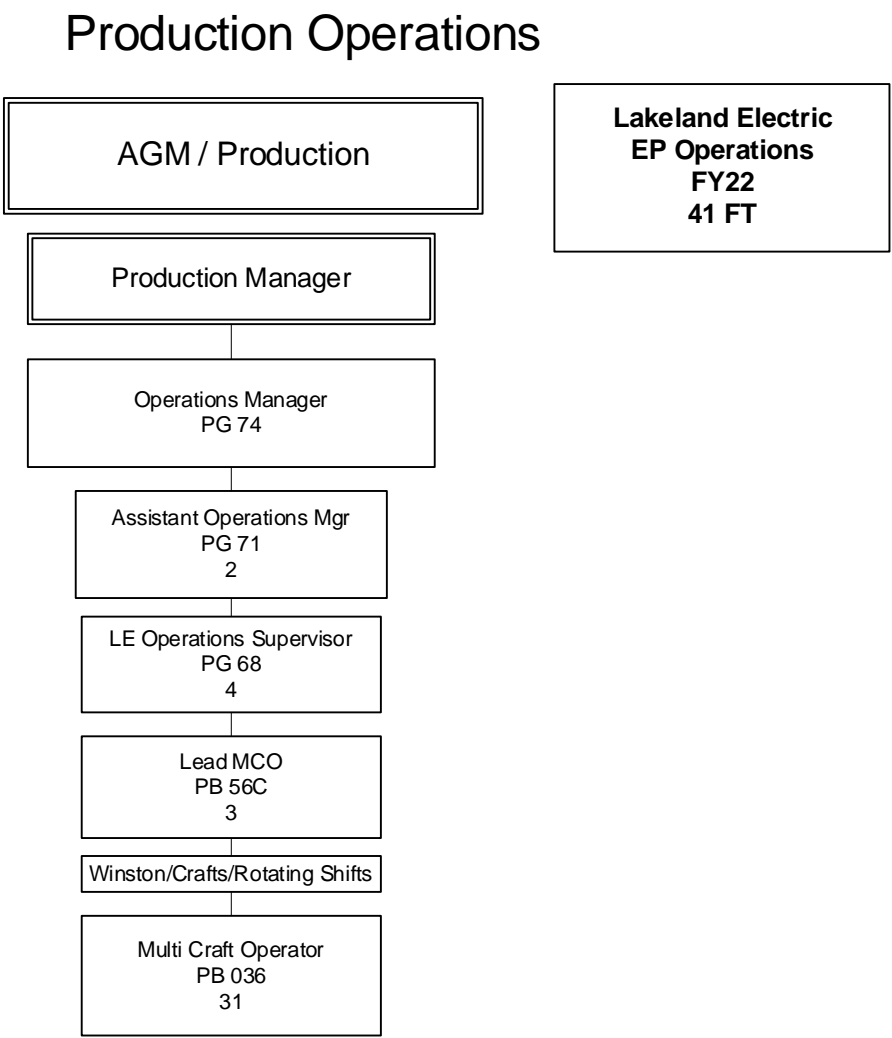 Production Operations
AGM / Production
Lakeland Electric
EP Operations
FY22
41 FT
Production Manager
Operations Manager
PG 74
Assistant Operations Mgr
PG 71
2
LE Operations Supervisor
PG 68
4
Lead MCO
PB 56C
3
Winston/Crafts/Rotating Shifts
Multi Craft Operator
PB 036
31